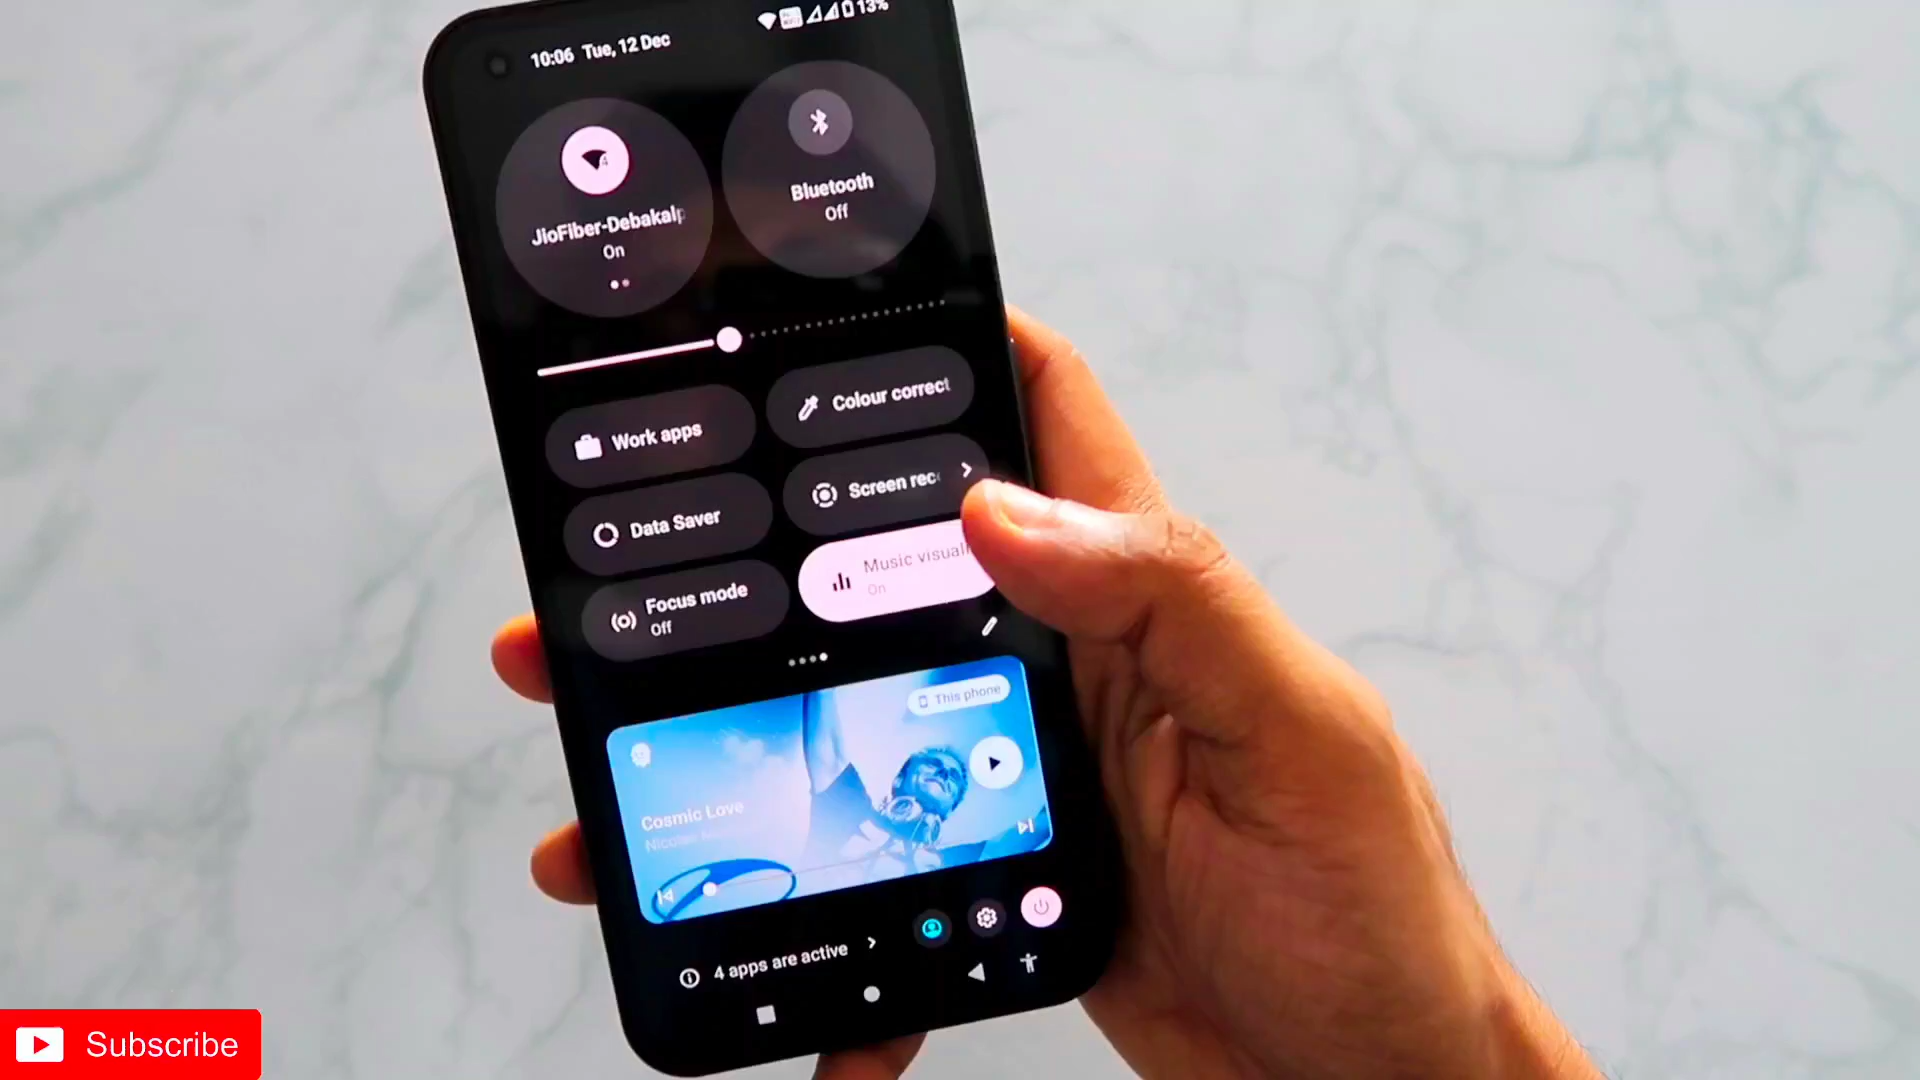 10:06 Tue, 12 Dec
13%
JioFiber-Debakalp
On
Bluetooth
Off
Work apps
Colour correct
Data Saver
Screen rec
Focus mode
Off
Music visuali
On
This phone
Cosmic Love
4 apps are active
Subscribe